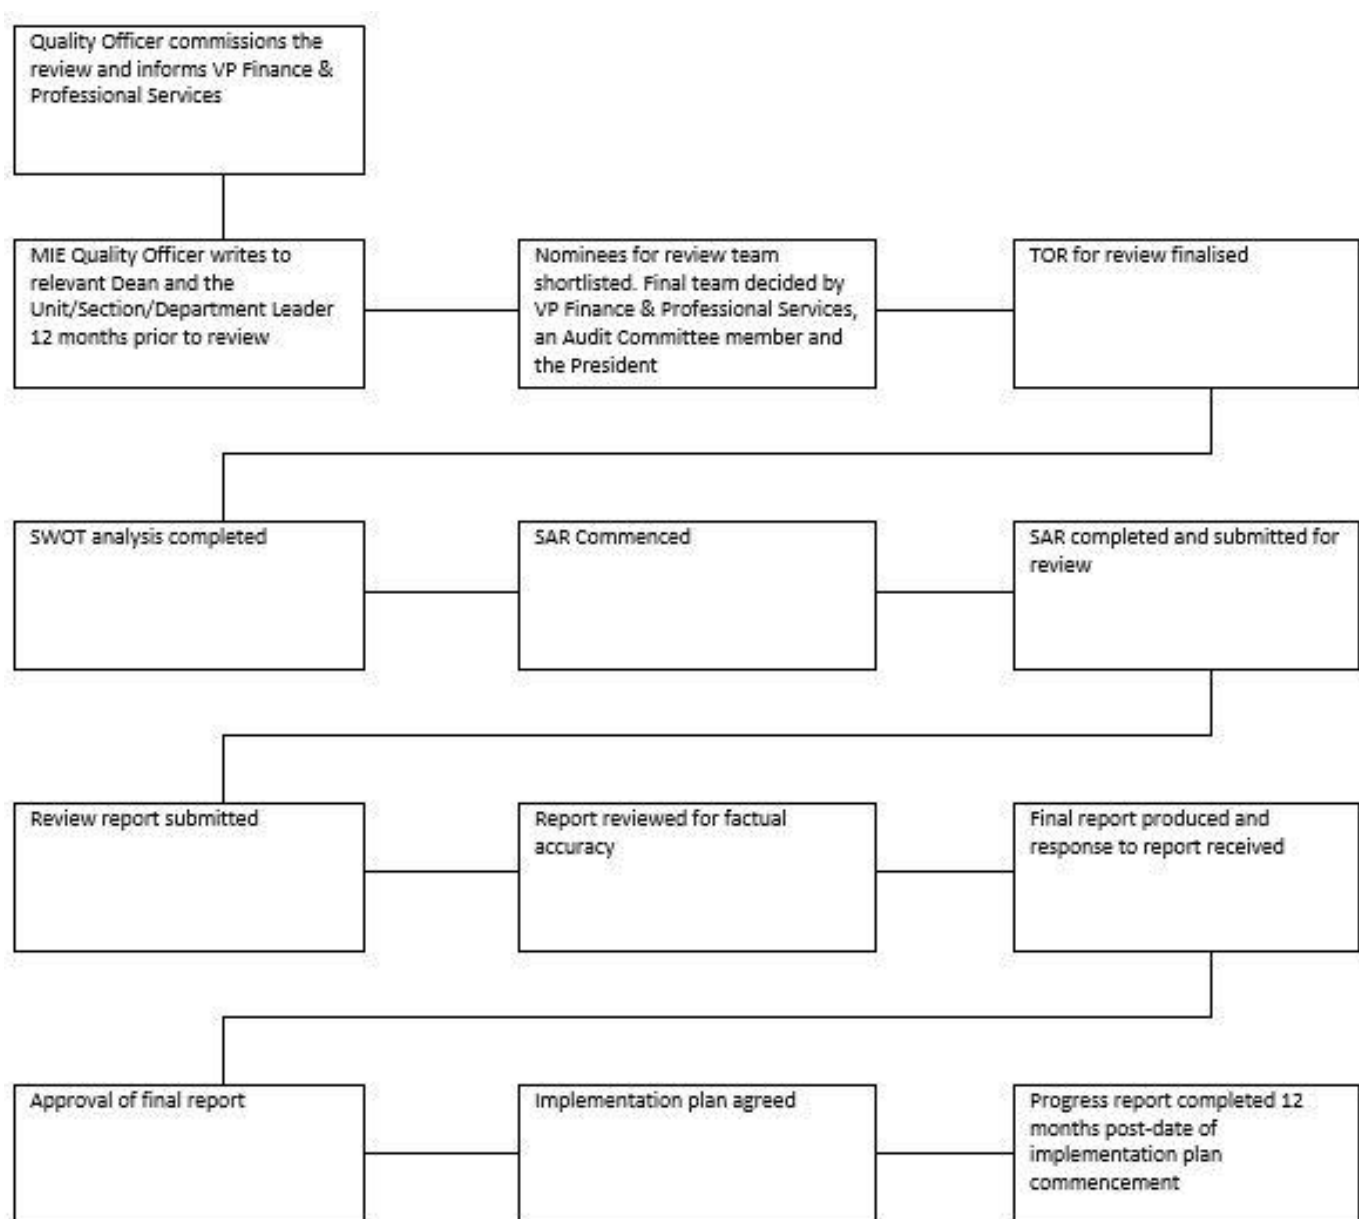 Quality Officer commissions the
review and informs VP Finance &
Professional Services
MIE Quality Officer writes to
relevant Dean and the
Unit/Section/Department Leader
12 months prior to review
Nominees for review team
shortlisted. Final team decided by
VP Finance & Professional Services,
an Audit Committee member and
the President
TOR for review finalised
SWOT analysis completed
SAR Commenced
SAR completed and submitted for
review
Review report submitted
Report reviewed for factual
accuracy
Final report produced and
response to report received
Approval of final report
Implementation plan agreed
Progress report completed 12
months post-date of
implementation plan
commencement